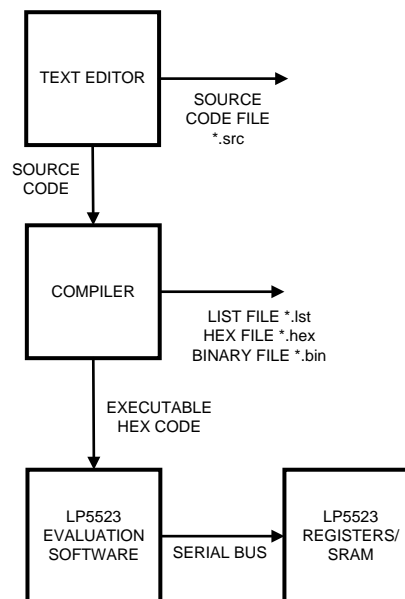 TEXT EDITOR
SOURCE
CODE FILE
*.src
SOURCE
CODE
COMPILER
LIST FILE *.lst
HEX FILE *.hex
BINARY FILE *.bin
EXECUTABLE
HEX CODE
LP5523
EVALUATION
SOFTWARE
SERIAL BUS
LP5523
REGISTERS/
SRAM